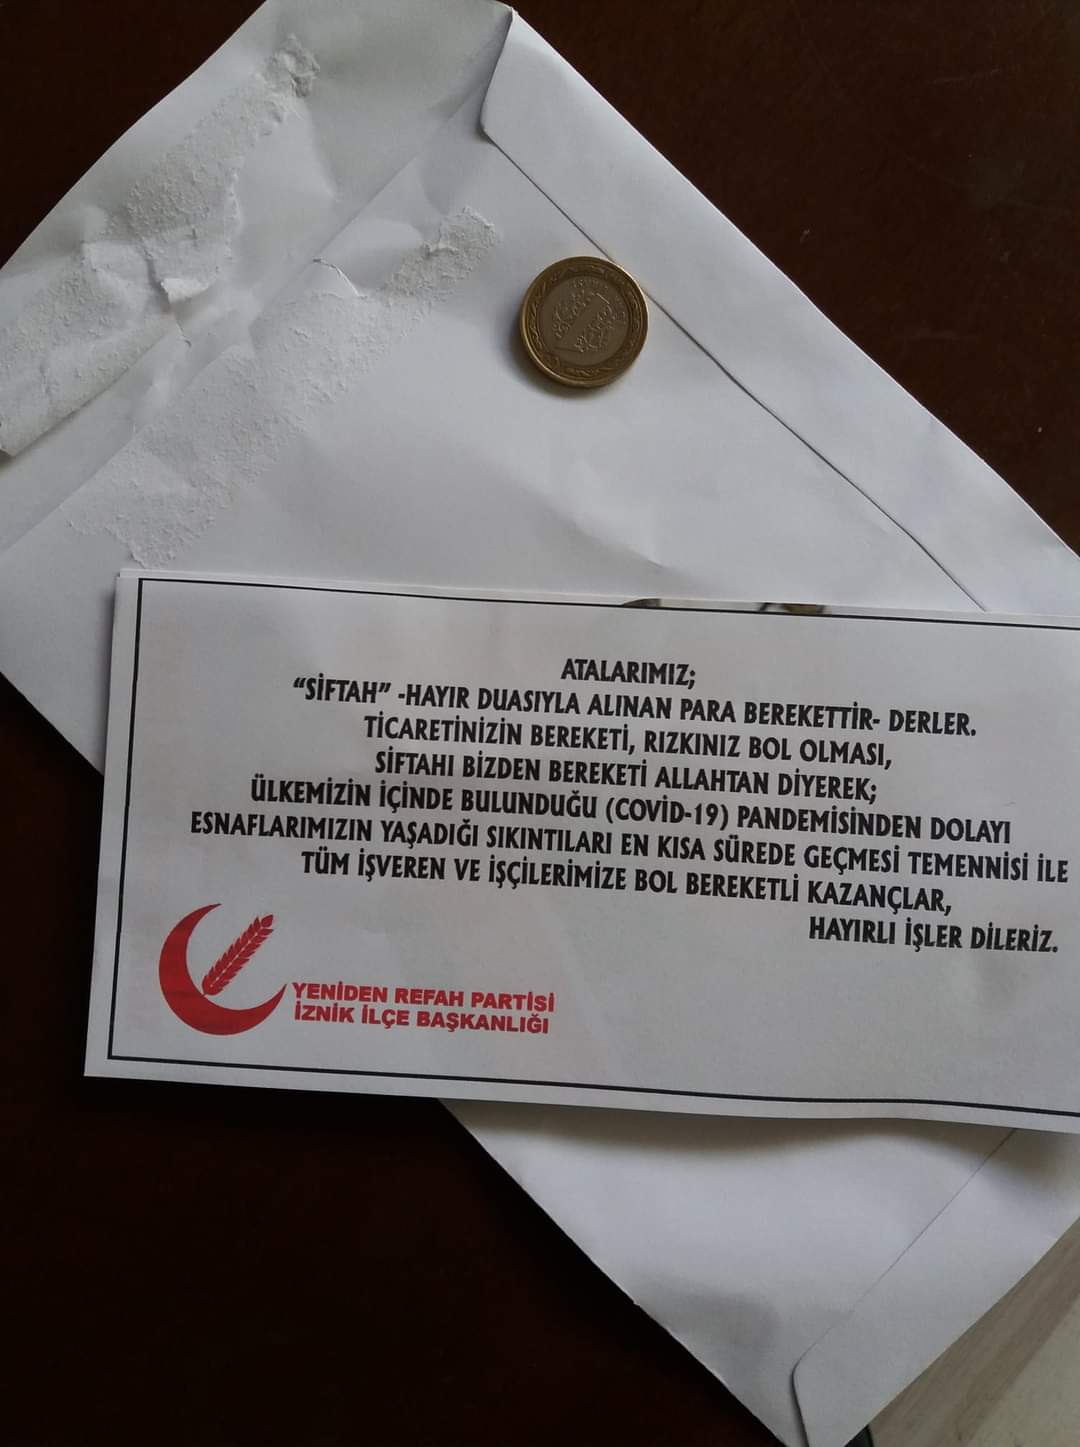 ATALARIMIZ;
“SİFTAH” -HAYIR DUASIYLA ALINAN PARA BEREKETTİR- DERLER.
TİCARETİNİZİN BEREKETİ, RIZKINIZ BOL OLMASI,
SİFTAHI BİZDEN BEREKETİ ALLAHTAN DİYEREK;
ÜLKEMİZİN İÇİNDE BULUNDUĞU (COVİD-19) PANDEMİSİNDEN DOLAYI
ESNAFLARIMIZIN YAŞADIĞI SIKINTILARI EN KISA SÜREDE GEÇMESİ TEMENNİSİ İLE
TÜM İŞVEREN VE İŞÇİLERİMİZE BOL BEREKETLİ KAZANÇLAR,
HAYIRLI İŞLER DİLERİZ.
YENİDEN REFAH PARTİSİ
İZNİK İLÇE BAŞKANLIĞI